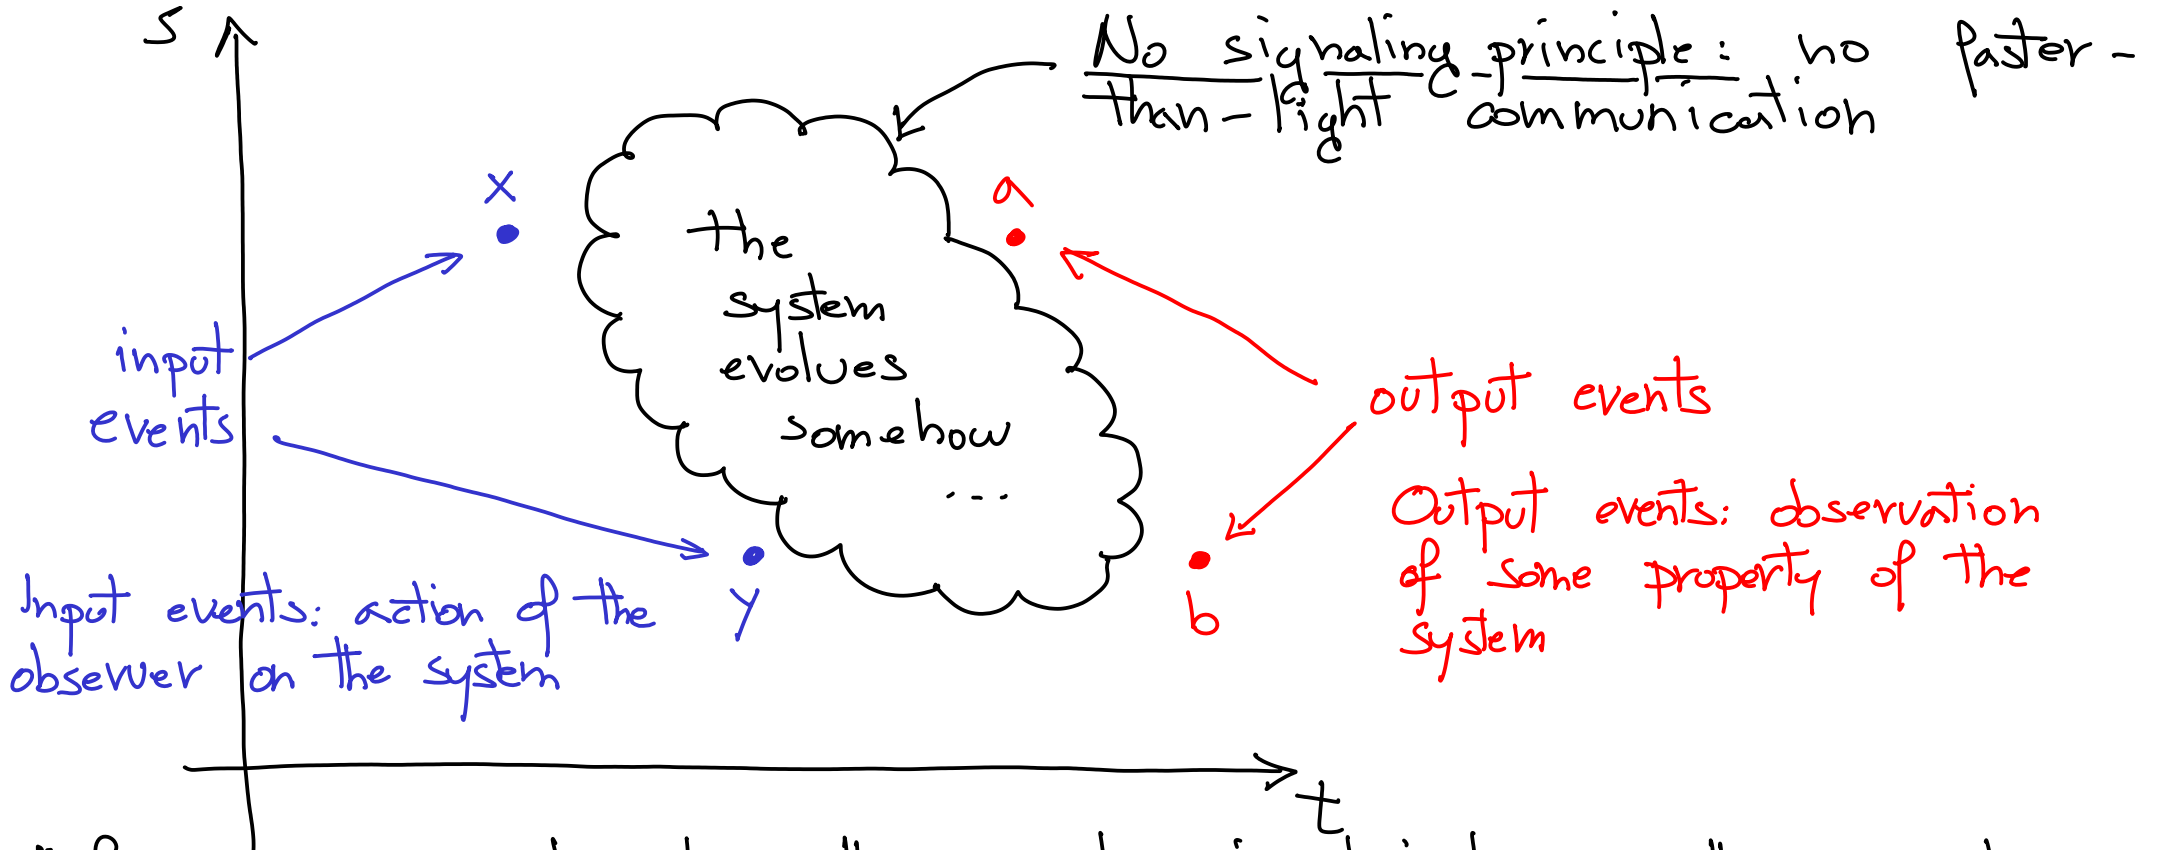 S
No signaling principle: no faster-
than-light communication
x
a
the
system
evolves
somehow
...
input
events
output events
Output events: observation
of some property of the
system
y
b
Input events: action of the
observer on the system
t